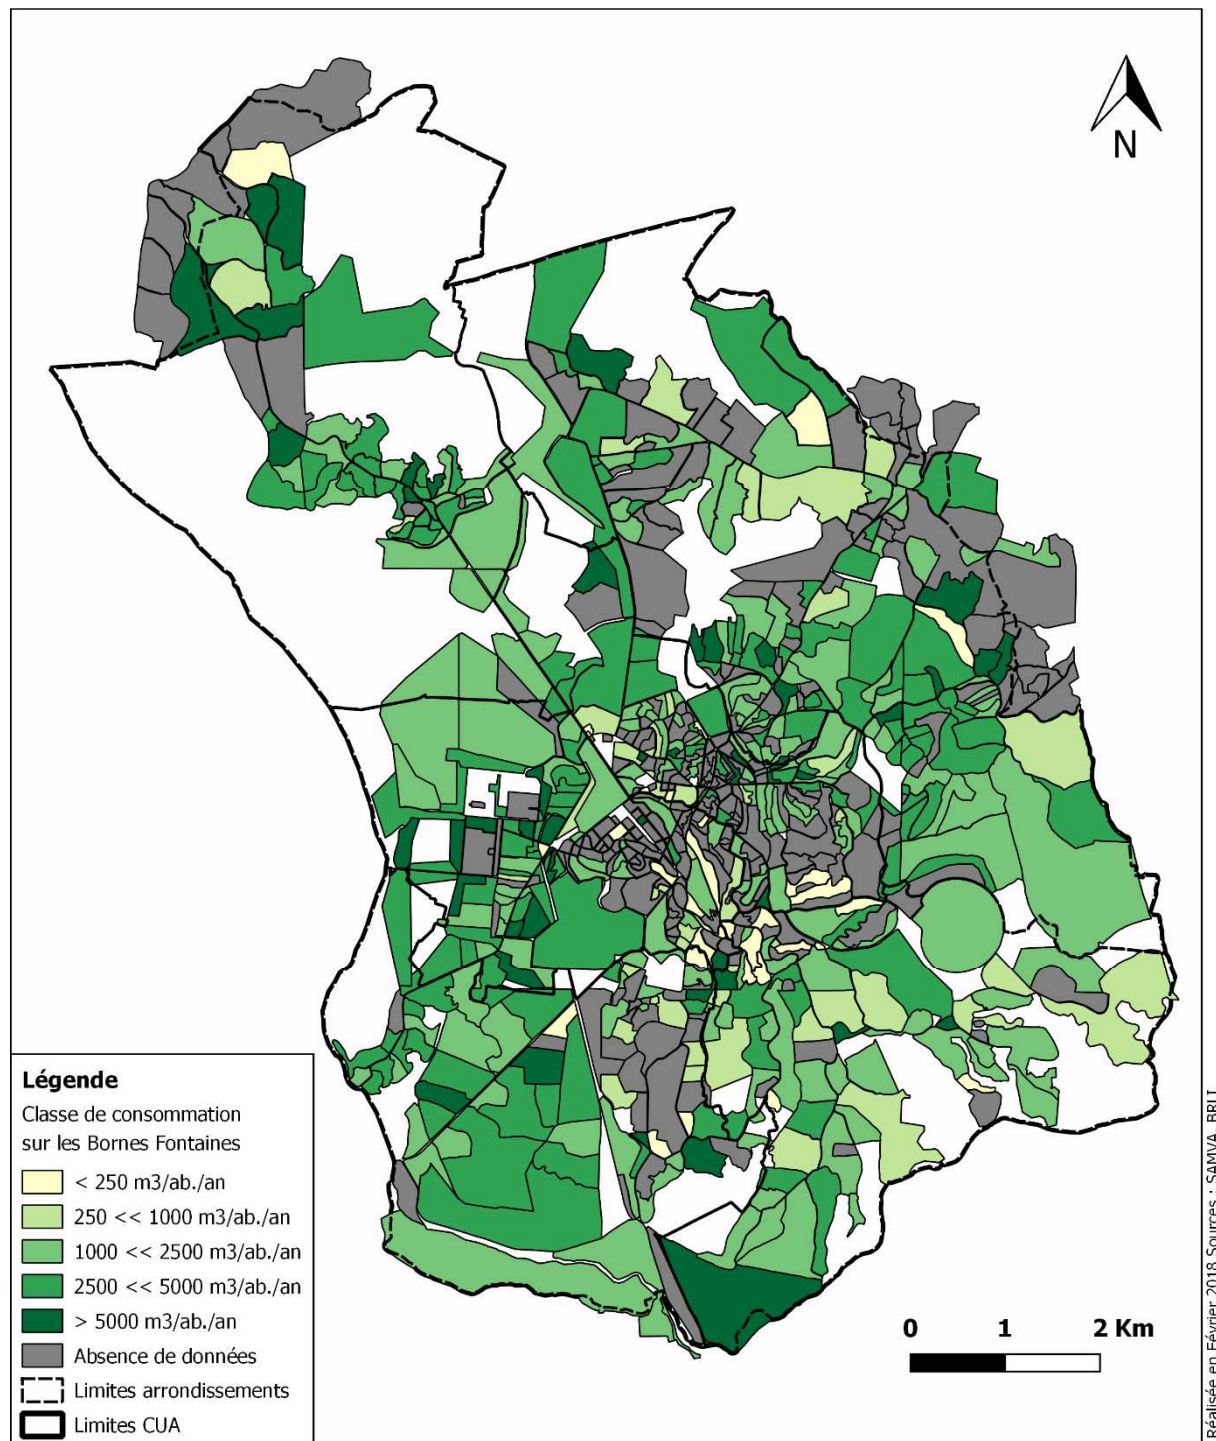 N
Légende
Classe de consommation
sur les Bornes Fontaines
< 250 m3/ab./an
250 << 1000 m3/ab./an
1000 << 2500 m3/ab./an
2500 << 5000 m3/ab./an
> 5000 m3/ab./an
Absence de données
Limites arrondissements
Limites CUA
0 1 2 Km
Réalisée en Février 2018 Sources : SAMVA, BRLI